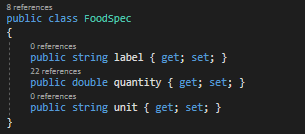 8 references
public class FoodSpec
{
0 references
public string label { get; set; }
22 references
public double quantity { get; set; }
0 references
public string unit { get; set; }
}